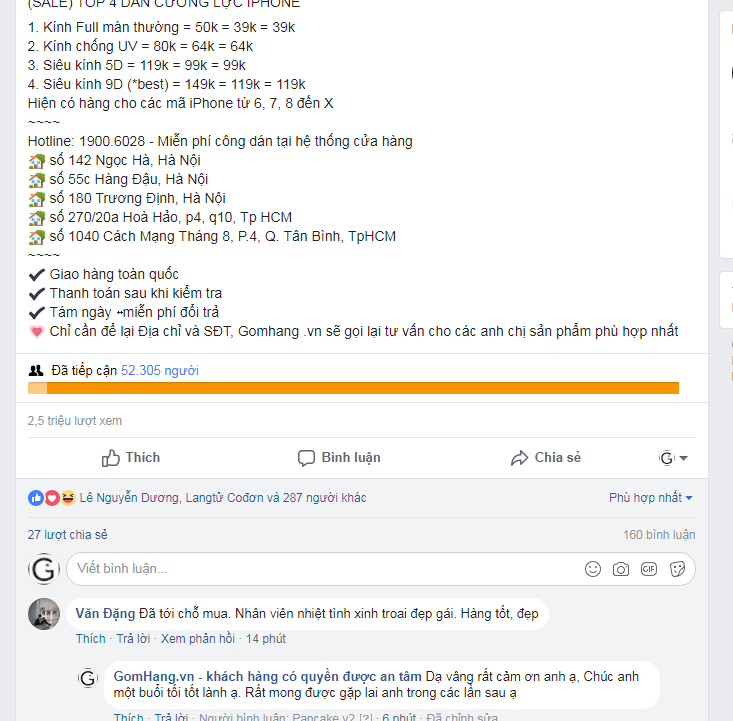 (SALE) TOP 4 DÁN CƯỜNG LỰC IPHONE
1. Kính Full màn thường = 50k = 39k = 39k
2. Kính chống UV = 80k = 64k = 64k
3. Siêu kính 5D = 119k = 99k = 99k
4. Siêu kính 9D (*best) = 149k = 119k = 119k
Hiện có hàng cho các mã iPhone từ 6, 7, 8 đến X
~~~~
Hotline: 1900.6028 - Miễn phí công dán tại hệ thống cửa hàng
số 142 Ngọc Hà, Hà Nội
số 55c Hàng Đậu, Hà Nội
số 180 Trương Định, Hà Nội
số 270/20a Hoà Hảo, p4, q10, Tp HCM
số 1040 Cách Mạng Tháng 8, P.4, Q. Tân Bình, TpHCM
~~~~
Giao hàng toàn quốc
Thanh toán sau khi kiểm tra
Tám ngày ↔miễn phí đổi trả
Chỉ cần để lại Địa chỉ và SĐT, Gomhang .vn sẽ gọi lại tư vấn cho các anh chị sản phẩm phù hợp nhất
Đã tiếp cận 52.305 người
2,5 triệu lượt xem
Thích Bình luận Chia sẻ G
Lê Nguyễn Dương, Langtử Cođơn và 287 người khác Phù hợp nhất
27 lượt chia sẻ 160 bình luận
G Viết bình luận... GIF
Văn Đặng Đã tới chỗ mua. Nhân viên nhiệt tình xinh troai đẹp gái. Hàng tốt, đẹp
Thích · Trả lời · Xem phản hồi · 14 phút
G GomHang.vn - khách hàng có quyền được an tâm Dạ vâng rất cảm ơn anh ạ, Chúc anh
một buổi tối tốt lành ạ. Rất mong được gặp lai anh trong các lần sau ạ
Thích · Trả lời · Người bình luận: Pancake v2 [?] · 6 phút · Đã chỉnh sửa